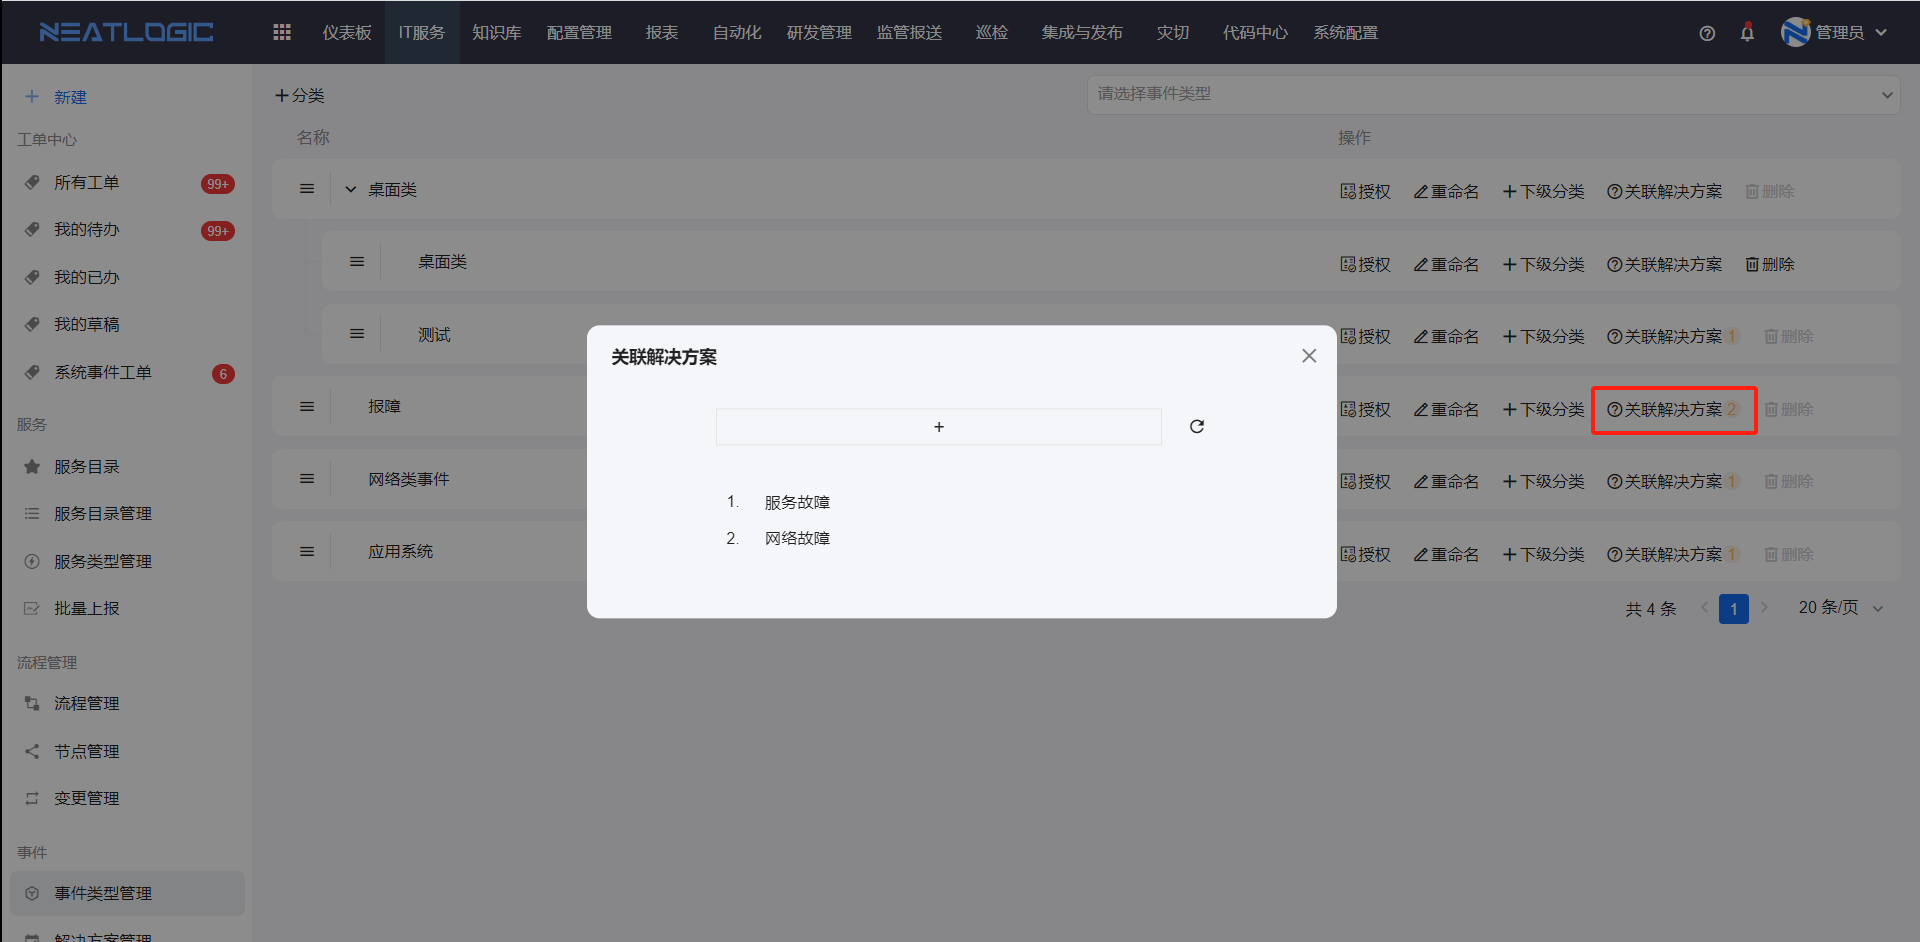 NEATLOGIC
仪表板 IT服务 知识库 配置管理 报表 自动化 研发管理 监管报送 巡检 集成与发布 灾切 代码中心 系统配置 管理员
新建
工单中心
所有工单 99+
我的待办 99+
我的已办
我的草稿
系统事件工单 6
服务
服务目录
服务目录管理
服务类型管理
批量上报
流程管理
流程管理
节点管理
变更管理
事件
事件类型管理
解决方案管理
+分类 请选择事件类型
名称 操作
桌面类 授权 重命名 +下级分类 关联解决方案 删除
桌面类 授权 重命名 +下级分类 关联解决方案 删除
测试 授权 重命名 +下级分类 关联解决方案 1 删除
报障 授权 重命名 +下级分类 关联解决方案 2 删除
网络类事件 授权 重命名 +下级分类 关联解决方案 1 删除
应用系统 授权 重命名 +下级分类 关联解决方案 1 删除
共 4 条 1 20 条/页
关联解决方案
+
1. 服务故障
2. 网络故障